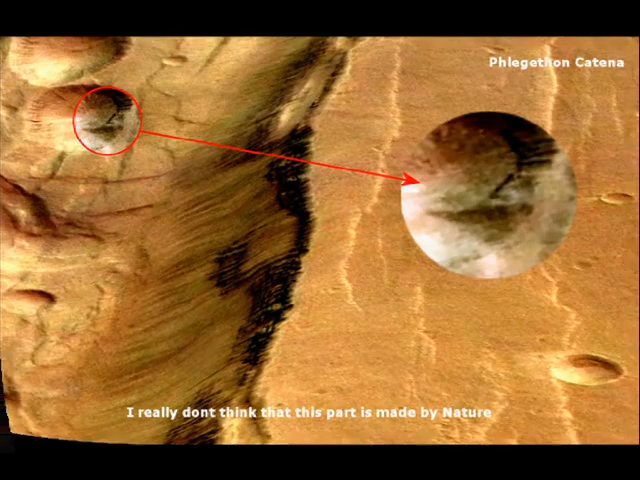 Phlegethon Catena
I really dont think that this part is made by Nature